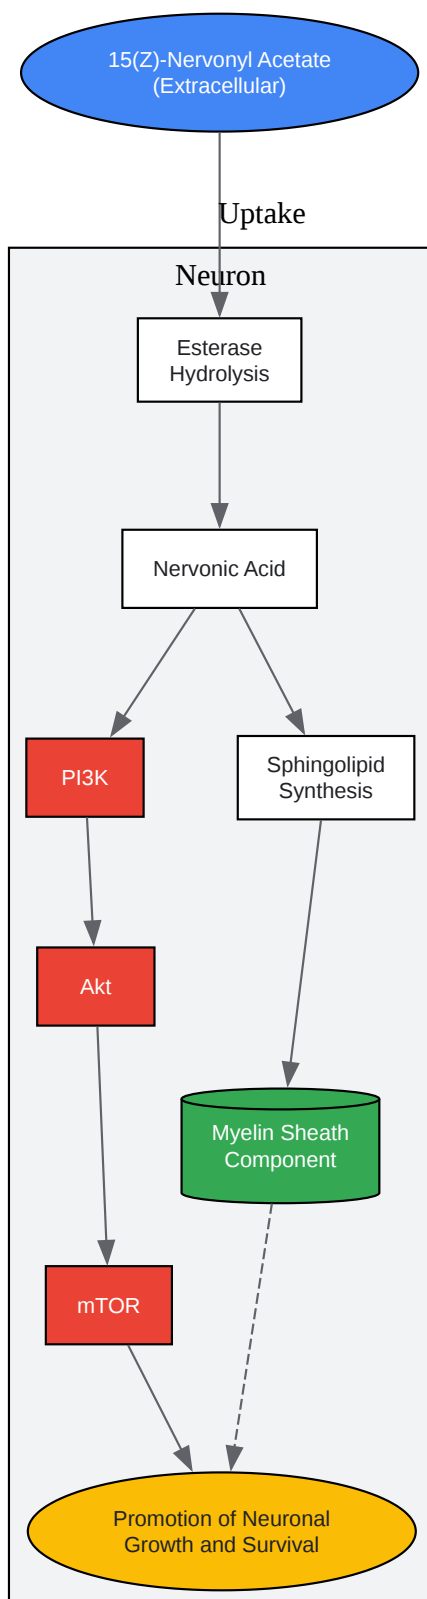 15(Z)-Nervonyl Acetate
(Extracellular)
Uptake
Neuron
Esterase
Hydrolysis
Nervonic Acid
PI3K
Sphingolipid
Synthesis
Akt
Myelin Sheath
Component
mTOR
Promotion of Neuronal
Growth and Survival